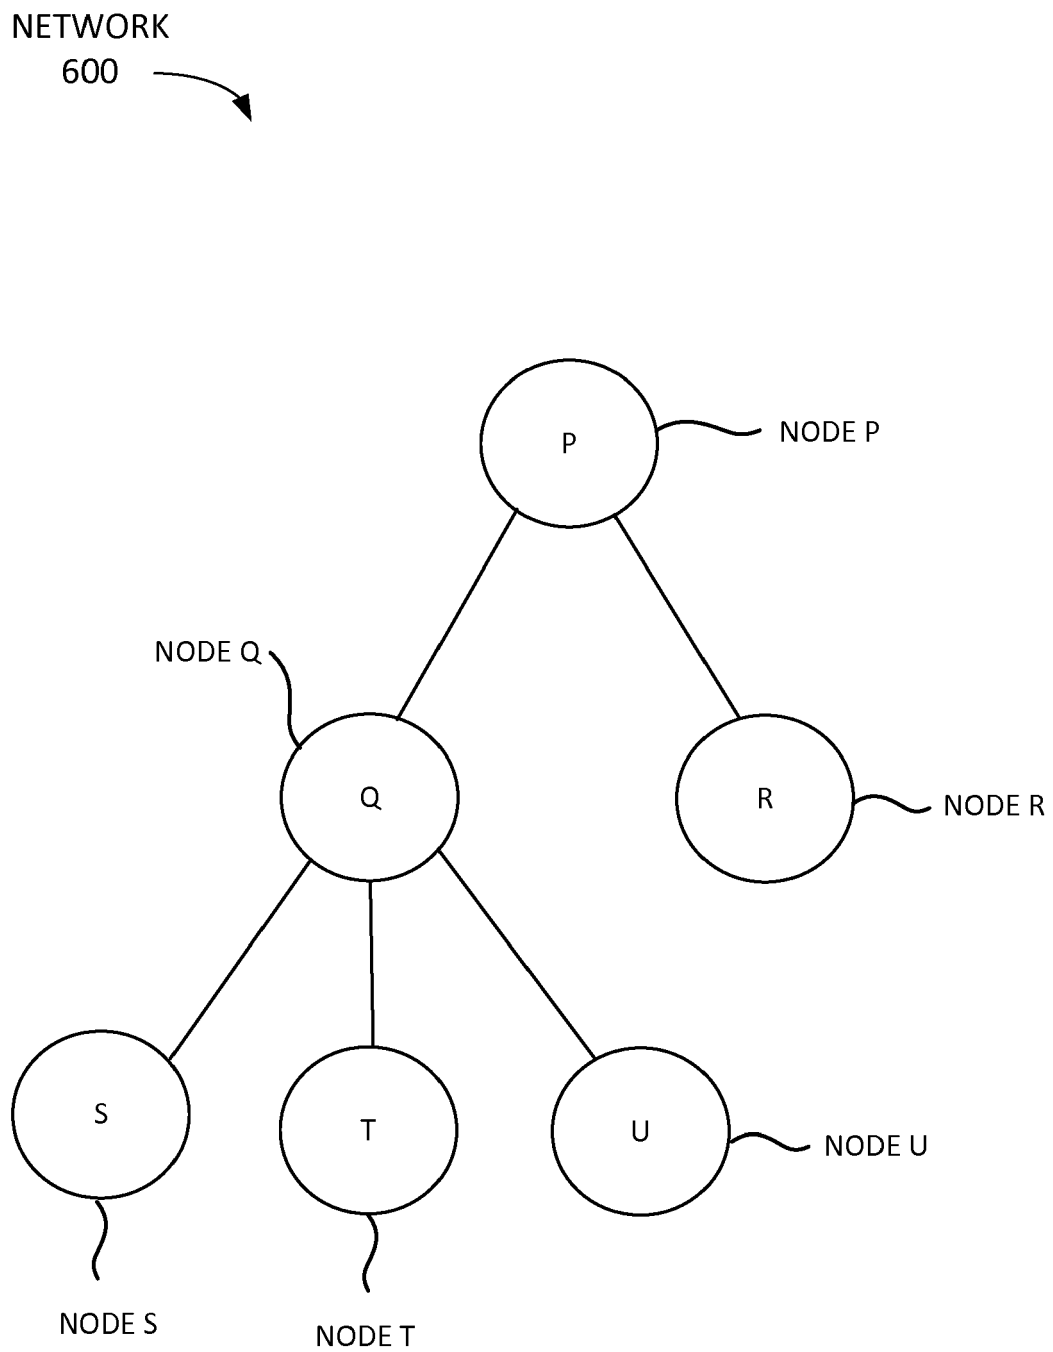 NETWORK
600
P
NODE P
NODE Q
Q
R
NODE R
S
T
U
NODE U
NODE S
NODE T